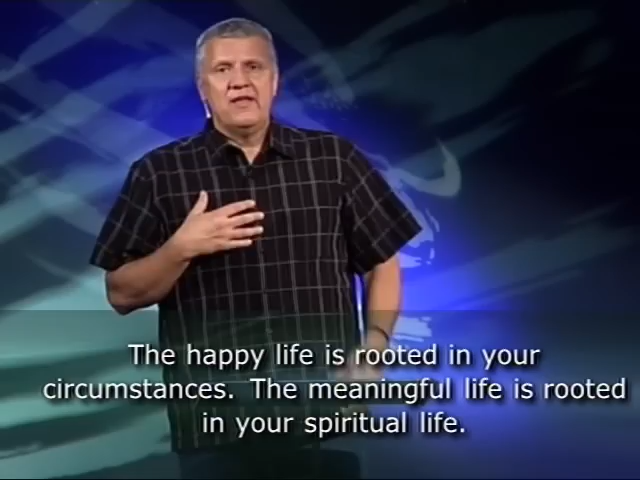 The happy life is rooted in your
circumstances. The meaningful life is rooted
in your spiritual life.